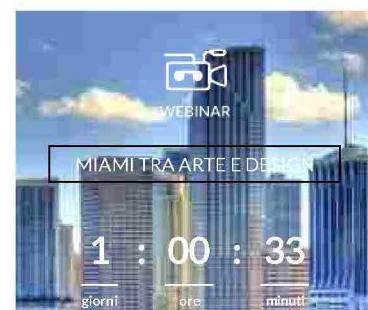 WEBINAR
MIAMI TRA ARTE E DESIGN
1 : 00 : 33
giorni ore minuti